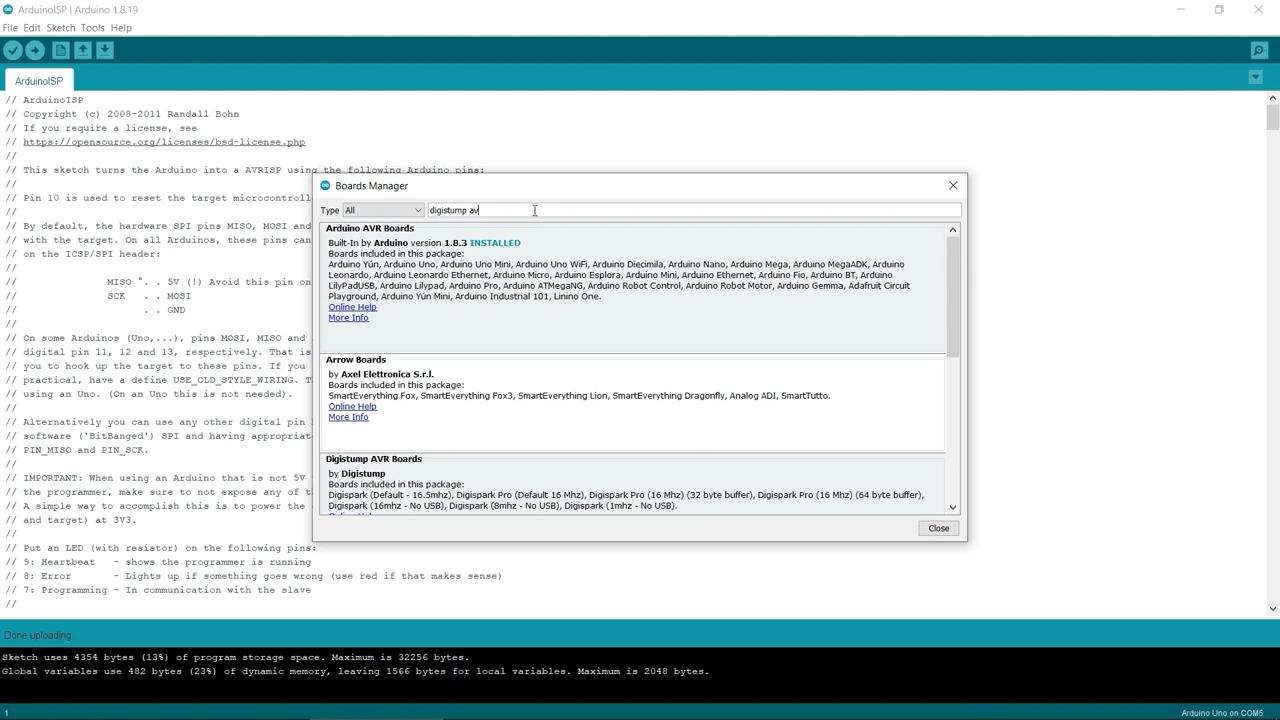 ArduinoISP | Arduino 1.8.19
File Edit Sketch Tools Help
ArduinoISP
// ArduinoISP
// Copyright (c) 2008-2011 Randall Bohn
// If you require a license, see
// https://opensource.org/licenses/bsd-license.php
//
// This sketch turns the Arduino into a AVRISP using the following Arduino pins:
//
// Pin 10 is used to reset the target microcontroll
//
// By default, the hardware SPI pins MISO, MOSI and
// with the target. On all Arduinos, these pins can
// on the ICSP/SPI header:
//
// MISO °. . 5V (!) Avoid this pin on
// SCK . . MOSI
// . . GND
//
// On some Arduinos (Uno,...), pins MOSI, MISO and
// digital pin 11, 12 and 13, respectively. That is
// you to hook up the target to these pins. If you
// practical, have a define USE_OLD_STYLE_WIRING. T
// using an Uno. (On an Uno this is not needed).
//
// Alternatively you can use any other digital pin
// software ('BitBanged') SPI and having appropriat
// PIN_MISO and PIN_SCK.
//
// IMPORTANT: When using an Arduino that is not 5V
// the programmer, make sure to not expose any of t
// A simple way to accomplish this is to power the
// and target) at 3V3.
//
// Put an LED (with resistor) on the following pins:
// 9: Heartbeat - shows the programmer is running
// 8: Error - Lights up if something goes wrong (use red if that makes sense)
// 7: Programming - In communication with the slave
//
Boards Manager
Type All digistump av
Arduino AVR Boards
Built-In by Arduino version 1.8.3 INSTALLED
Boards included in this package:
Arduino Yún, Arduino Uno, Arduino Uno Mini, Arduino Uno WiFi, Arduino Diecimila, Arduino Nano, Arduino Mega, Arduino MegaADK, Arduino
Leonardo, Arduino Leonardo Ethernet, Arduino Micro, Arduino Esplora, Arduino Mini, Arduino Ethernet, Arduino Fio, Arduino BT, Arduino
LilyPadUSB, Arduino Lilypad, Arduino Pro, Arduino ATMegaNG, Arduino Robot Control, Arduino Robot Motor, Arduino Gemma, Adafruit Circuit
Playground, Arduino Yún Mini, Arduino Industrial 101, Linino One.
Online Help
More Info
Arrow Boards
by Axel Elettronica S.r.l.
Boards included in this package:
SmartEverything Fox, SmartEverything Fox3, SmartEverything Lion, SmartEverything Dragonfly, Analog ADI, SmartTutto.
Online Help
More Info
Digistump AVR Boards
by Digistump
Boards included in this package:
Digispark (Default - 16.5mhz), Digispark Pro (Default 16 Mhz), Digispark Pro (16 Mhz) (32 byte buffer), Digispark Pro (16 Mhz) (64 byte buffer),
Digispark (16mhz - No USB), Digispark (8mhz - No USB), Digispark (1mhz - No USB).
Close
Done uploading.
Sketch uses 4354 bytes (13%) of program storage space. Maximum is 32256 bytes.
Global variables use 482 bytes (23%) of dynamic memory, leaving 1566 bytes for local variables. Maximum is 2048 bytes.
1
Arduino Uno on COM5